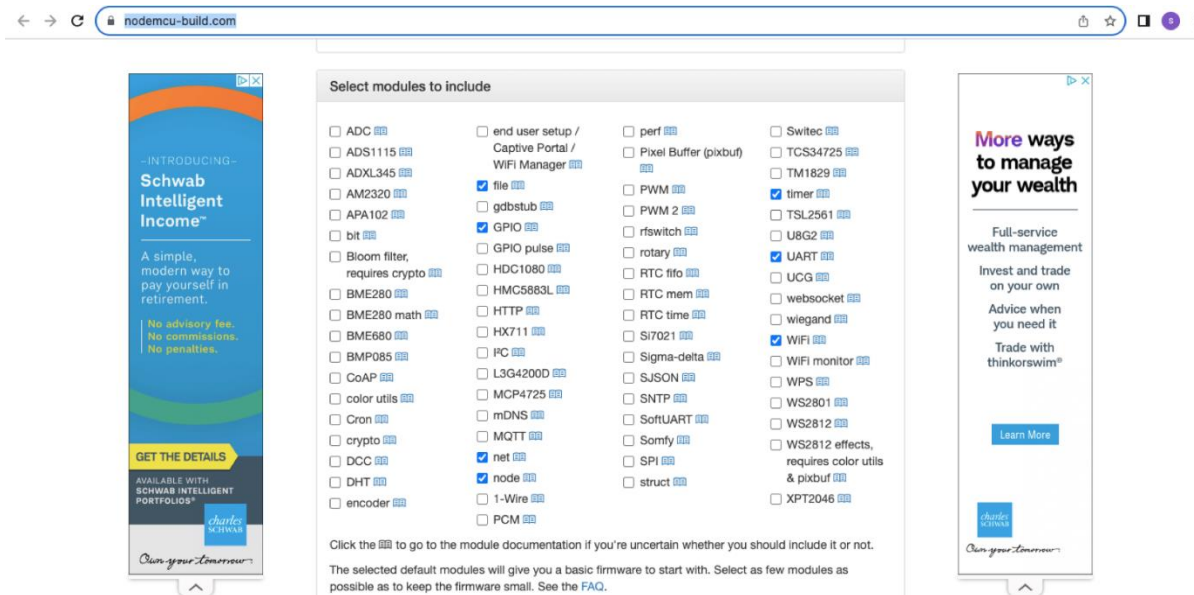 nodemcu-build.com
S
Select modules to include
ADC
ADS1115
ADXL345
AM2320
APA102
bit
Bloom filter,
requires crypto
BME280
BME280 math
BME680
BMP085
CoAP
color utils
Cron
crypto
DCC
DHT
encoder
end user setup /
Captive Portal /
WiFi Manager
file
gdbstub
GPIO
GPIO pulse
HDC1080
HMC5883L
HTTP
HX711
I²C
L3G4200D
MCP4725
mDNS
MQTT
net
node
1-Wire
PCM
perf
Pixel Buffer (pixbuf)
PWM
PWM 2
rfswitch
rotary
RTC fifo
RTC mem
RTC time
Si7021
Sigma-delta
SJSON
SNTP
SoftUART
Somfy
SPI
struct
Switec
TCS34725
TM1829
timer
TSL2561
U8G2
UART
UCG
websocket
wiegand
WiFi
WiFi monitor
WPS
WS2801
WS2812
WS2812 effects,
requires color utils
& pixbuf
XPT2046
Click the to go to the module documentation if you're uncertain whether you should include it or not.
The selected default modules will give you a basic firmware to start with. Select as few modules as
possible as to keep the firmware small. See the FAQ.
-INTRODUCING-
Schwab
Intelligent
Income™
A simple,
modern way to
pay yourself in
retirement.
No advisory fee.
No commissions.
No penalties.
GET THE DETAILS
AVAILABLE WITH
SCHWAB INTELLIGENT
PORTFOLIOS®
charles
SCHWAB
Own your tomorrow
More ways
to manage
your wealth
Full-service
wealth management
Invest and trade
on your own
Advice when
you need it
Trade with
thinkorswim®
Learn More
charles
SCHWAB
Own your tomorrow